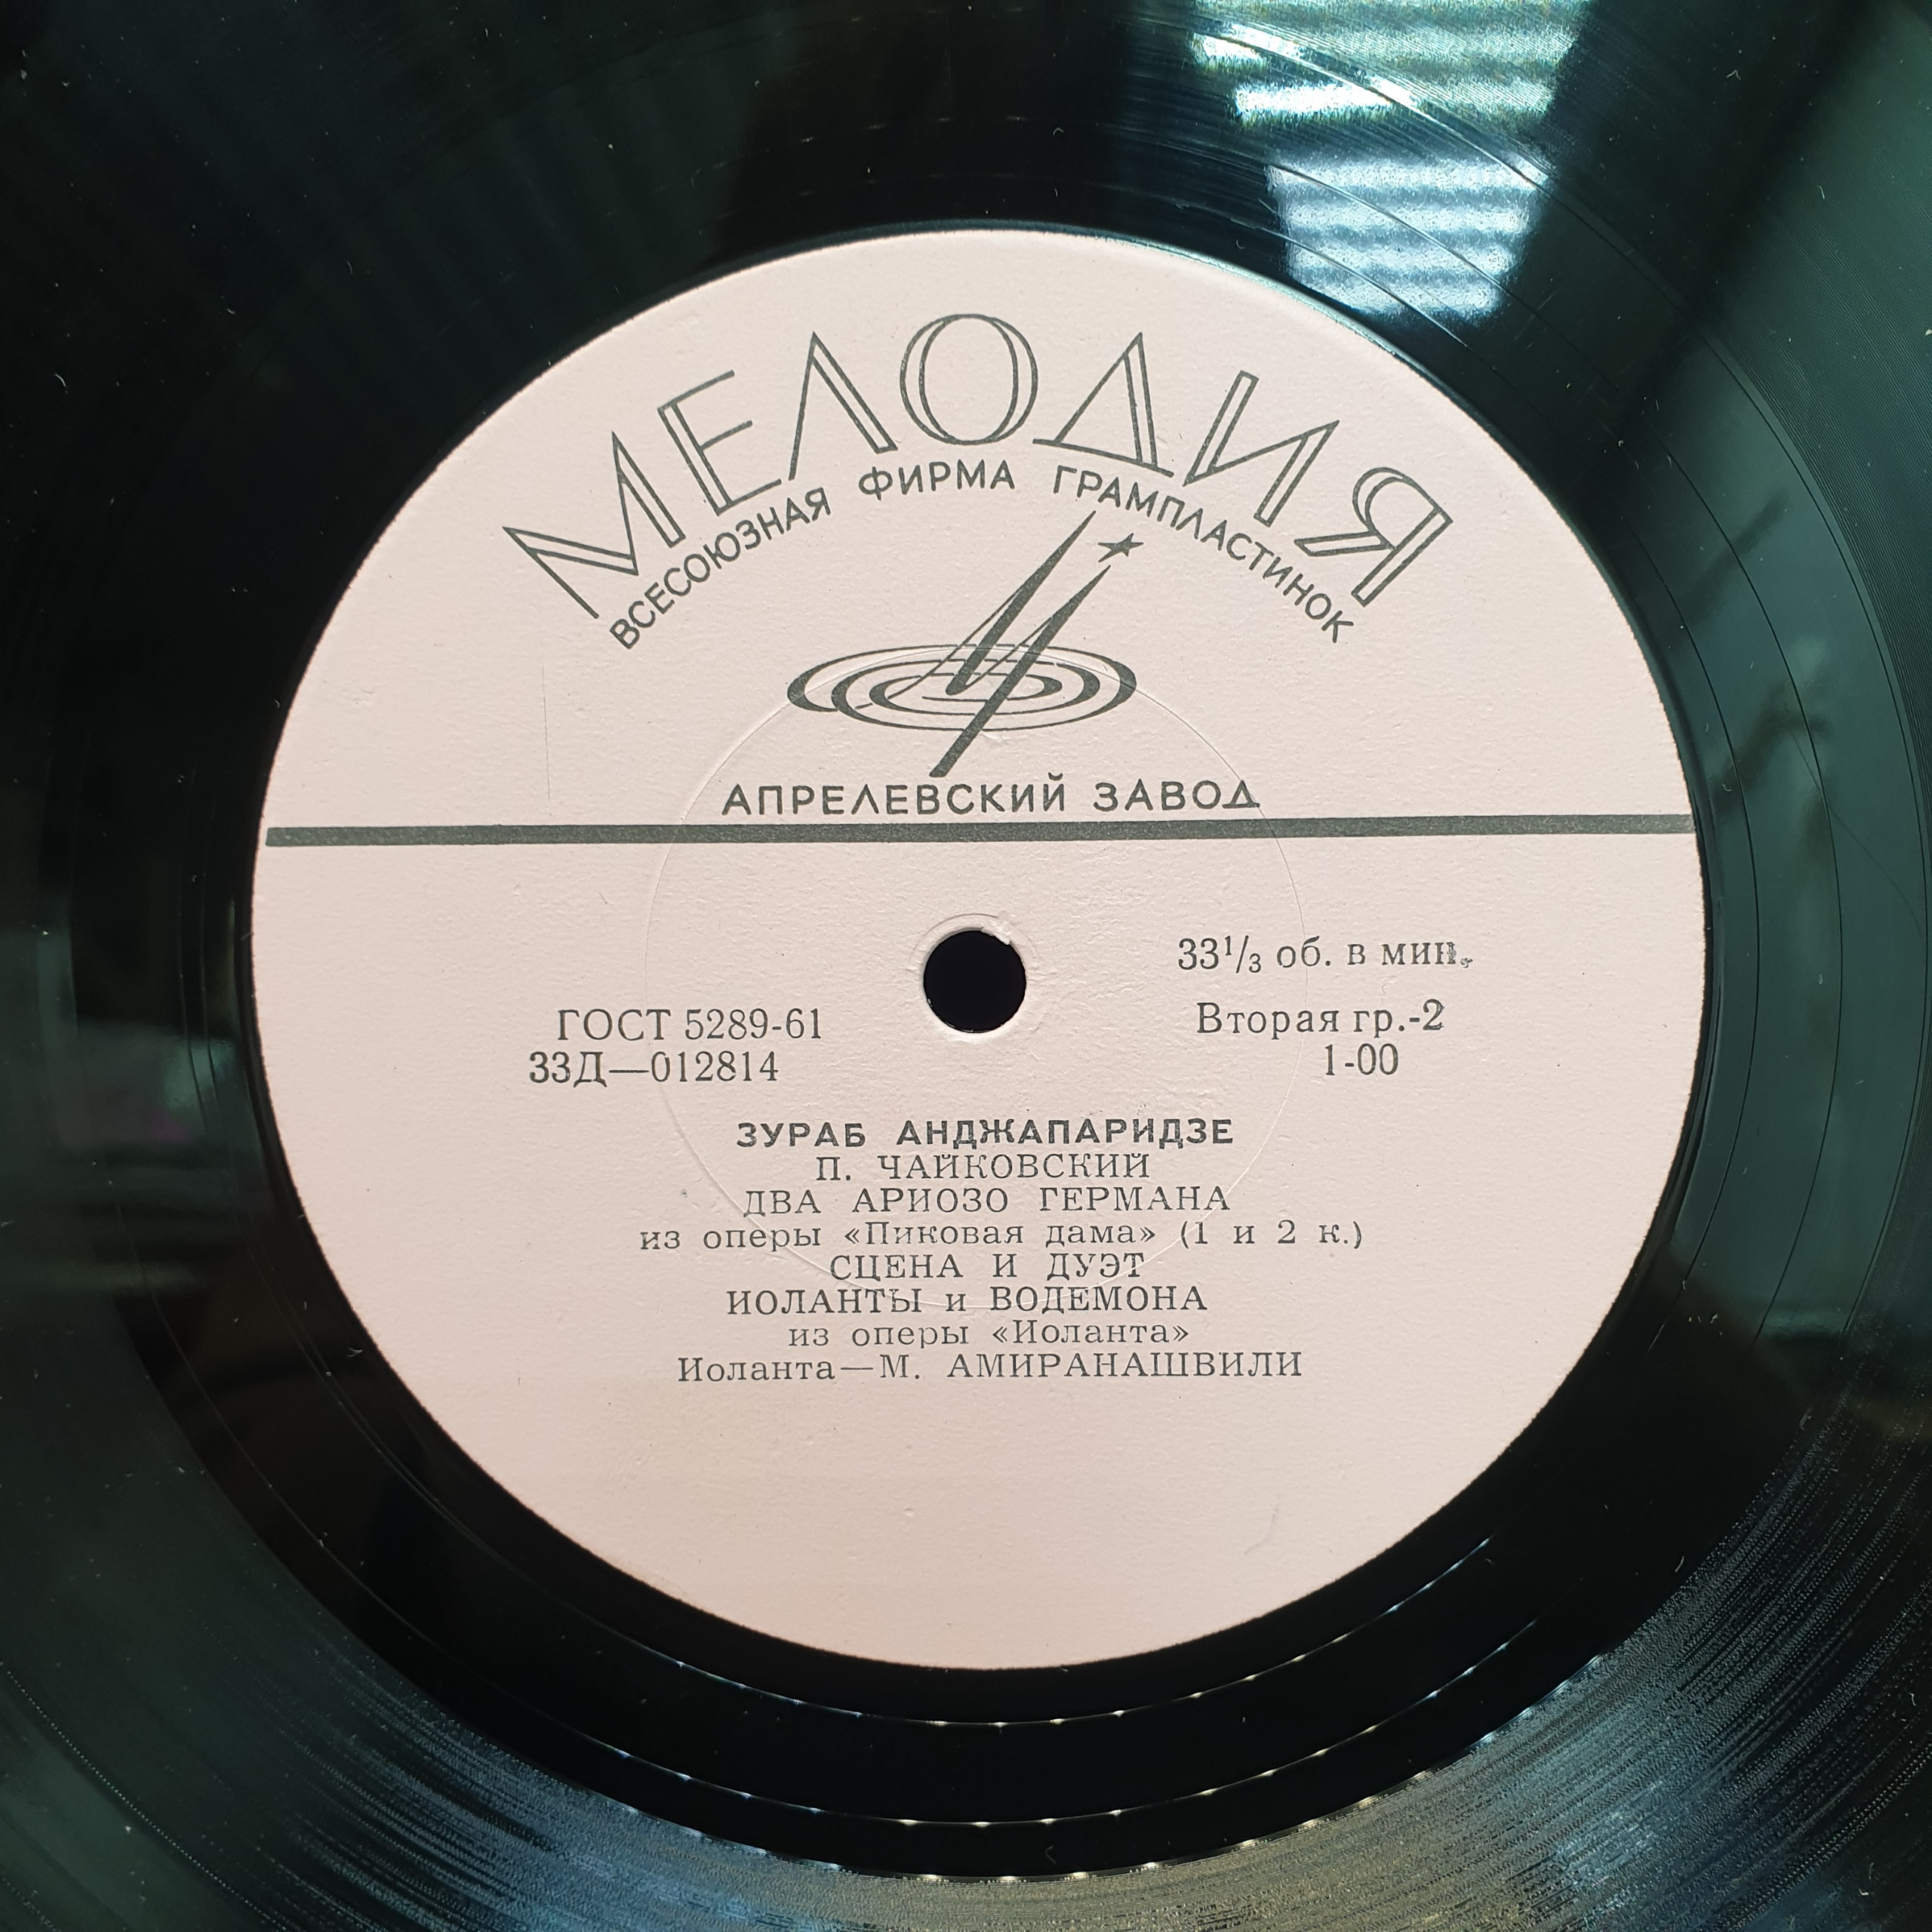 МЕЛОДИЯ
ВСЕСОЮЗНАЯ ФИРМА ГРАМПЛАСТИНОК
АПРЕЛЕВСКИЙ ЗАВОД
33⅓ об. в мин.
ГОСТ 5289-61
Вторая гр.-2
33Д—012814
1-00
ЗУРАБ АНДЖАПАРИДЗЕ
П. ЧАЙКОВСКИЙ
ДВА АРИОЗО ГЕРМАНА
из оперы «Пиковая дама» (1 и 2 к.)
СЦЕНА И ДУЭТ
ИОЛАНТЫ и ВОДЕМОНА
из оперы «Иоланта»
Иоланта—М. АМИРАНАШВИЛИ